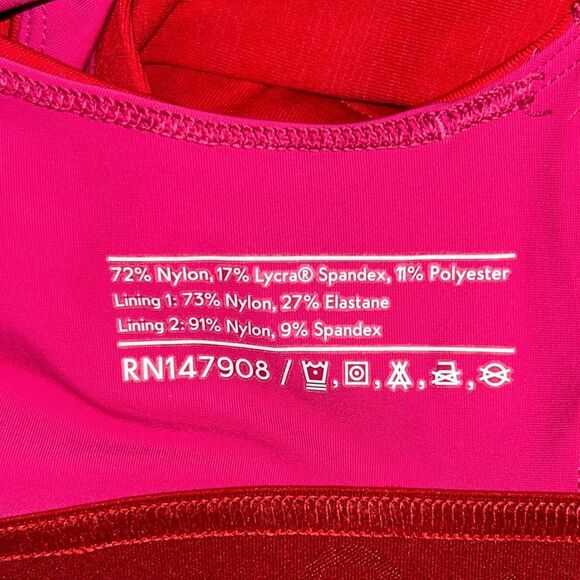 72% Nylon, 17% Lycra® Spandex, 11% Polyester
Lining 1: 73% Nylon, 27% Elastane
Lining 2: 91% Nylon, 9% Spandex
RN147908 /